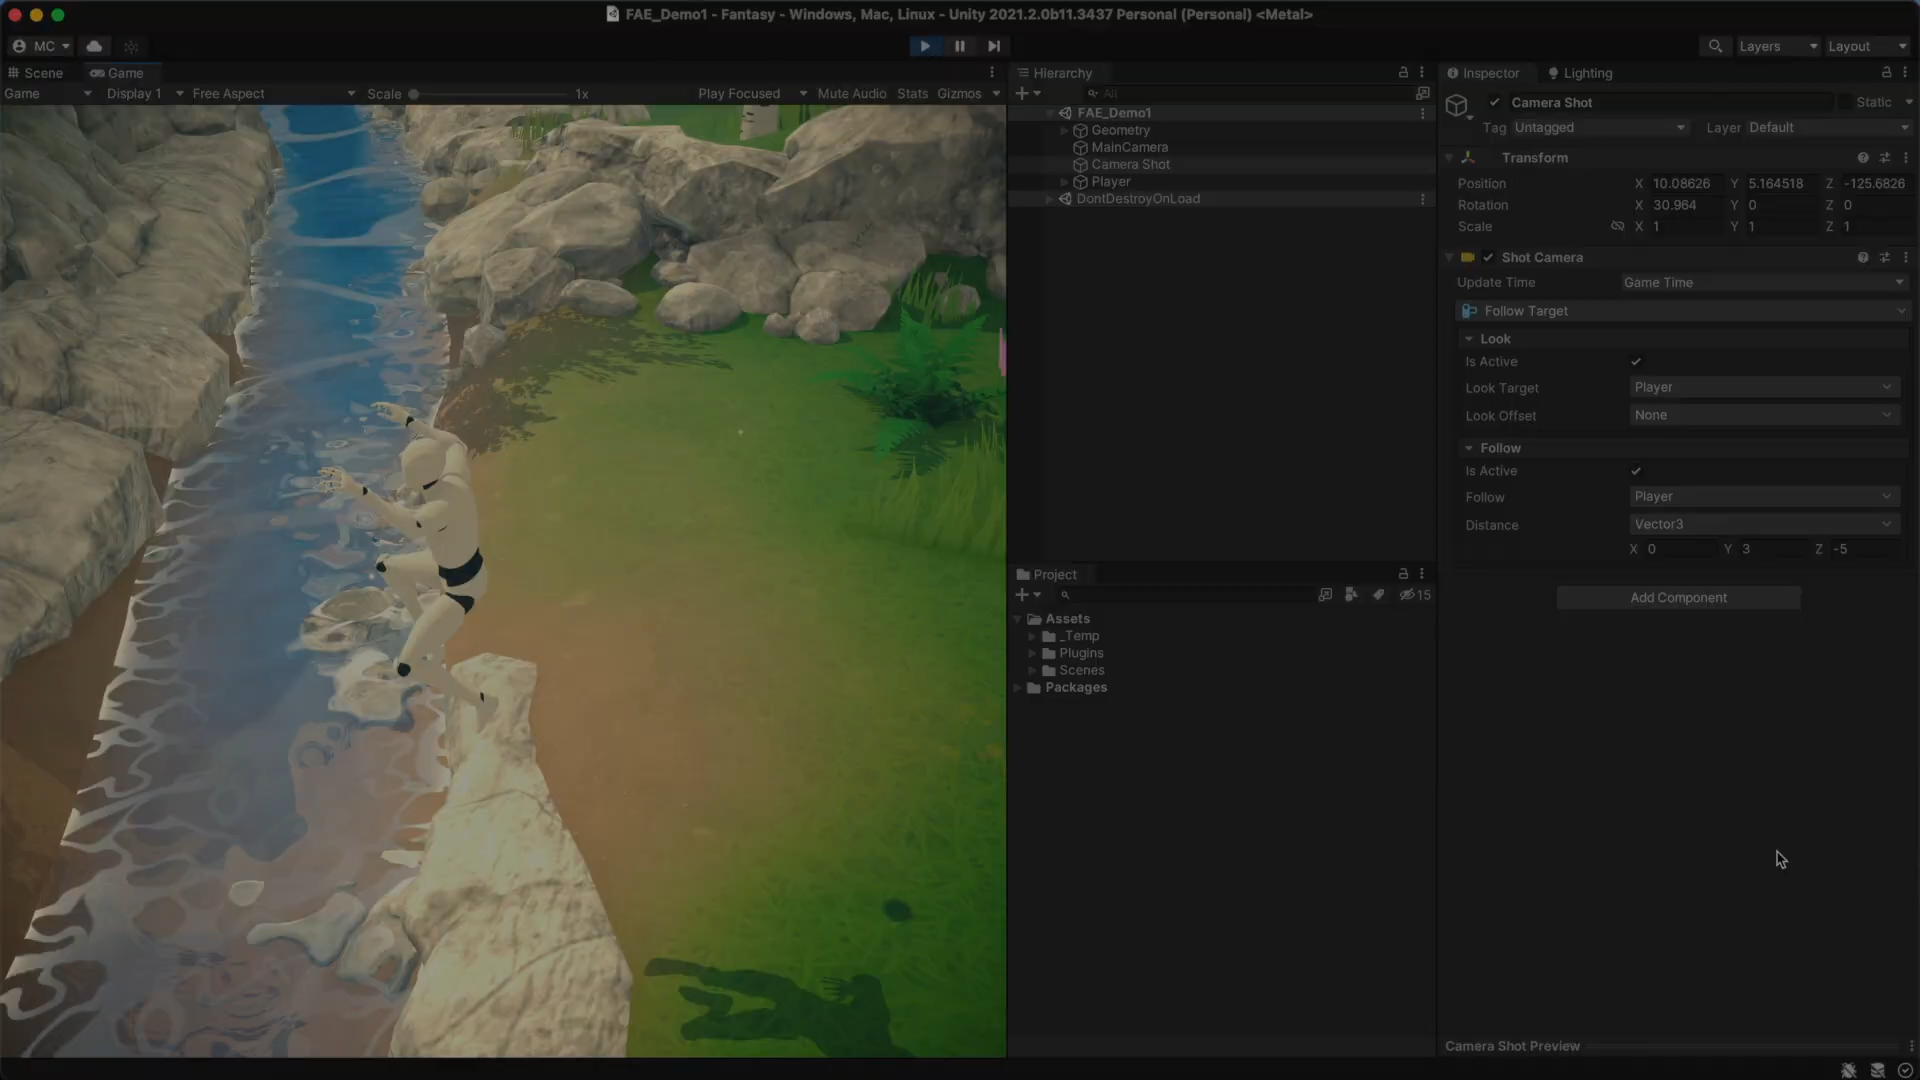 FAE_Demo1 - Fantasy - Windows, Mac, Linux - Unity 2021.2.0b11.3437 Personal (Personal) <Metal>
MC
Layers
Layout
Scene
Game
Game
Display 1
Free Aspect
Scale
1x
Play Focused
Mute Audio
Stats
Gizmos
Hierarchy
All
FAE_Demo1
Geometry
MainCamera
Camera Shot
Player
DontDestroyOnLoad
Project
15
Assets
_Temp
Plugins
Scenes
Packages
Inspector
Lighting
Camera Shot
Static
Tag Untagged
Layer Default
Transform
Position X 10.08626 Y 5.164518 Z -125.6826
Rotation X 30.964 Y 0 Z 0
Scale X 1 Y 1 Z 1
Shot Camera
Update Time Game Time
Follow Target
Look
Is Active
Look Target Player
Look Offset None
Follow
Is Active
Follow Player
Distance Vector3
X 0 Y 3 Z -5
Add Component
Camera Shot Preview